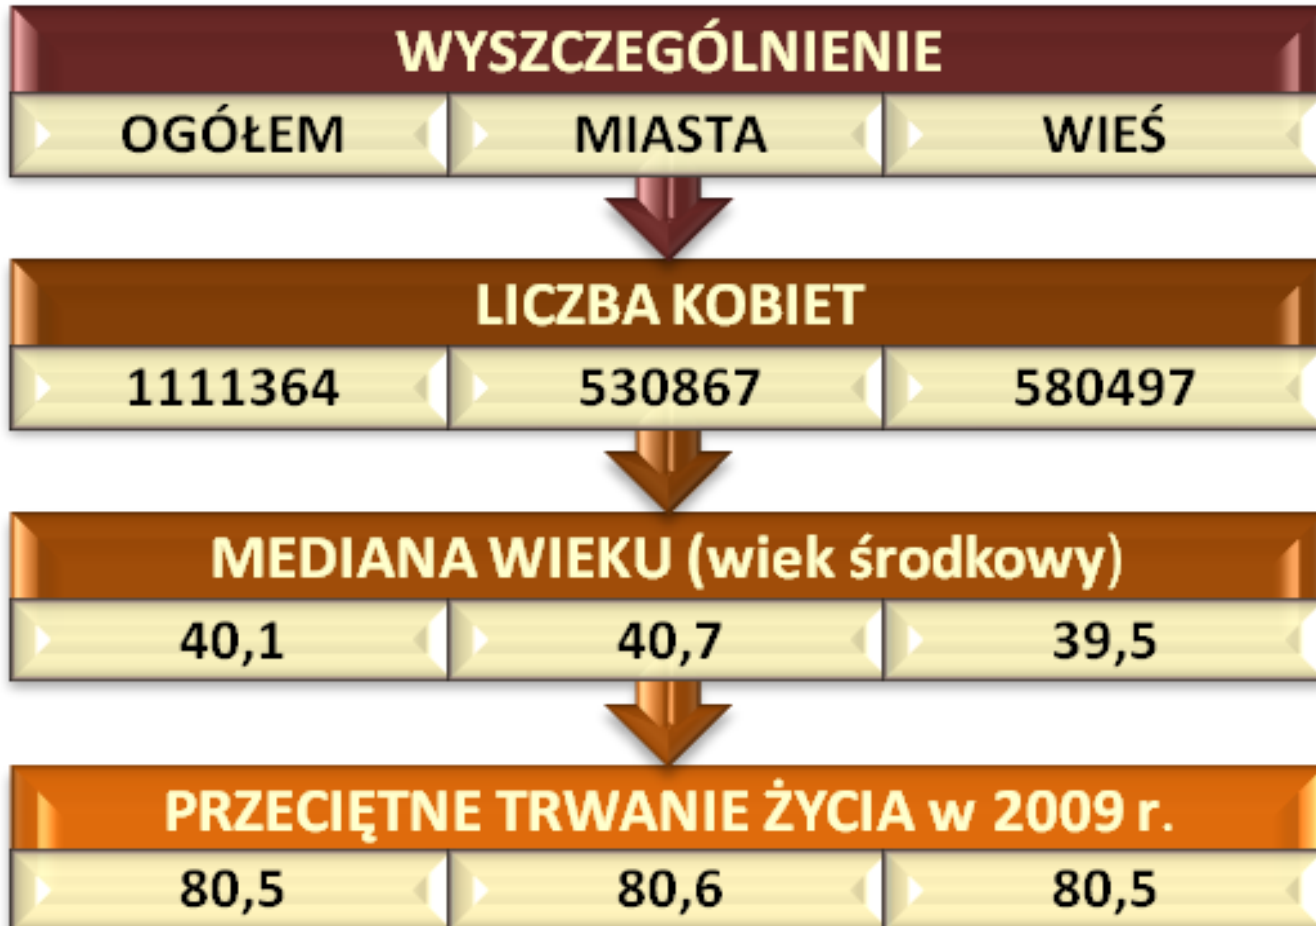 WYSZCZEGÓLNIENIE
OGÓŁEM MIASTA WIEŚ
LICZBA KOBIET
1111364 530867 580497
MEDIANA WIEKU (wiek środkowy)
40,1 40,7 39,5
PRZECIĘTNE TRWANIE ŻYCIA w 2009 r.
80,5 80,6 80,5